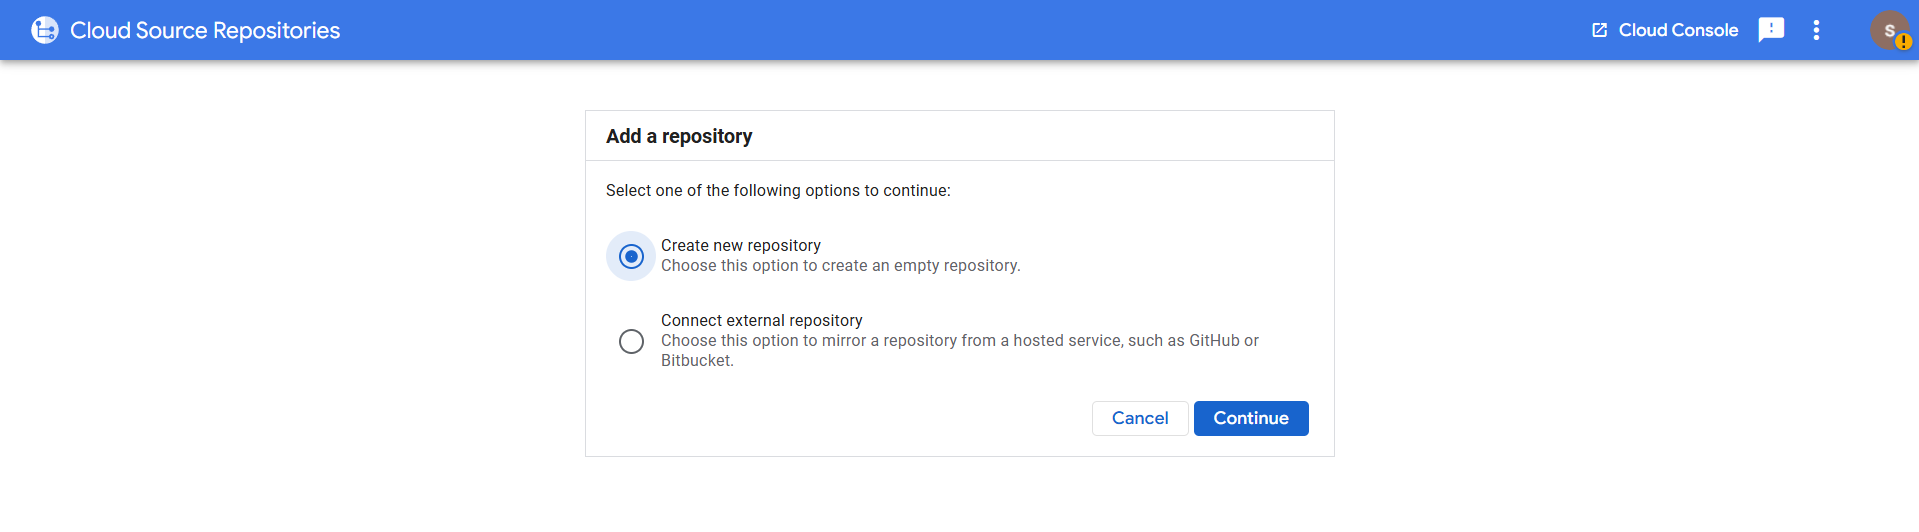 Cloud Source Repositories
Cloud Console
S
Add a repository
Select one of the following options to continue:
Create new repository
Choose this option to create an empty repository.
Connect external repository
Choose this option to mirror a repository from a hosted service, such as GitHub or
Bitbucket.
Cancel
Continue